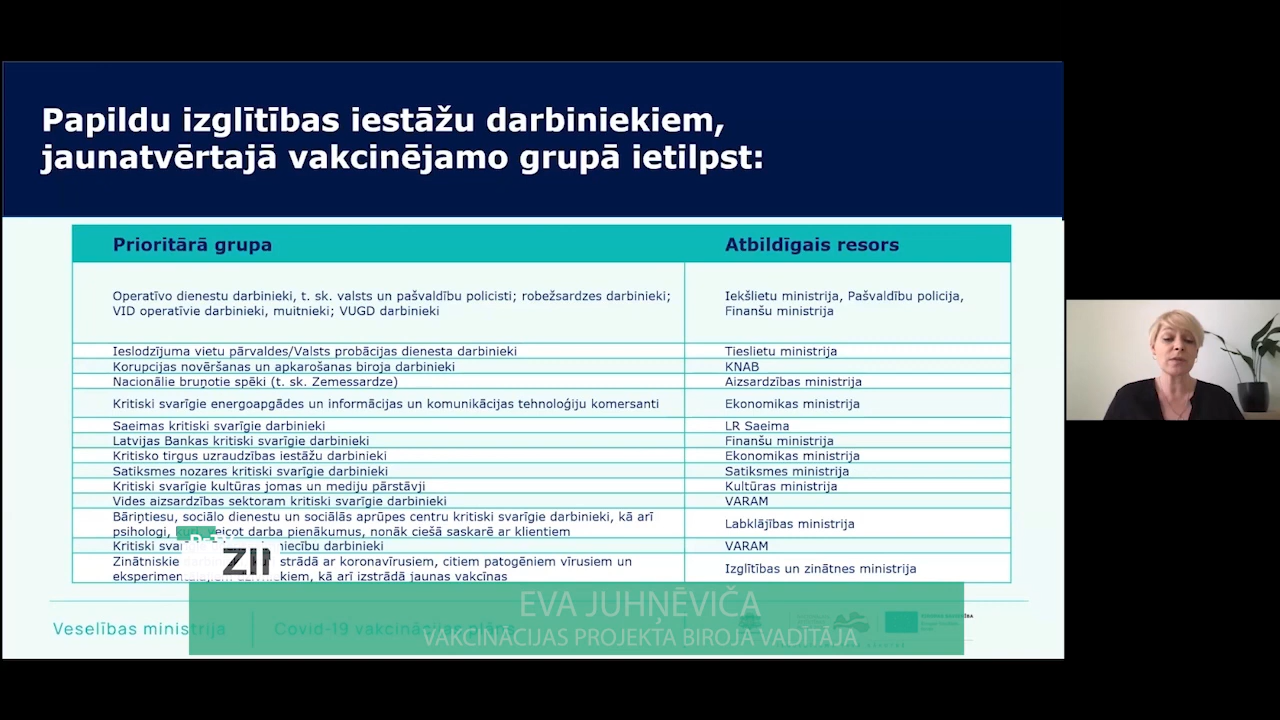 Papildu izglītības iestāžu darbiniekiem,
jaunatvērtajā vakcinējamo grupā ietilpst:
Prioritārā grupa
Atbildīgais resors
Operatīvo dienestu darbinieki, t. sk. valsts un pašvaldību policisti; robežsardzes darbinieki;
VID operatīvie darbinieki, muitnieki; VUGD darbinieki
Iekšlietu ministrija, Pašvaldību policija,
Finanšu ministrija
Ieslodzījuma vietu pārvaldes/Valsts probācijas dienesta darbinieki
Tieslietu ministrija
Korupcijas novēršanas un apkarošanas biroja darbinieki
KNAB
Nacionālie bruņotie spēki (t. sk. Zemessardze)
Aizsardzības ministrija
Kritiski svarīgie energoapgādes un informācijas un komunikācijas tehnoloģiju komersanti
Ekonomikas ministrija
Saeimas kritiski svarīgie darbinieki
LR Saeima
Latvijas Bankas kritiski svarīgie darbinieki
Finanšu ministrija
Kritisko tirgus uzraudzības iestāžu darbinieki
Ekonomikas ministrija
Satiksmes nozares kritiski svarīgie darbinieki
Satiksmes ministrija
Kritiski svarīgie kultūras jomas un mediju pārstāvji
Kultūras ministrija
Vides aizsardzības sektoram kritiski svarīgie darbinieki
VARAM
Bāriņtiesu, sociālo dienestu un sociālās aprūpes centru kritiski svarīgie darbinieki, kā arī
psihologi, veicot darba pienākumus, nonāk ciešā saskarē ar klientiem
Labklājības ministrija
Kritiski darbinieki
VARAM
Zinātniskie strādā ar koronavīrusiem, citiem patogēniem vīrusiem un
kā arī izstrādā jaunas vakcīnas
Izglītības un zinātnes ministrija
ZIN
EVA JUHŅĒVIČA
VAKCINĀCIJAS PROJEKTA BIROJA VADĪTĀJA
Veselības ministrija
Covid-19 vakcinācijas plāns